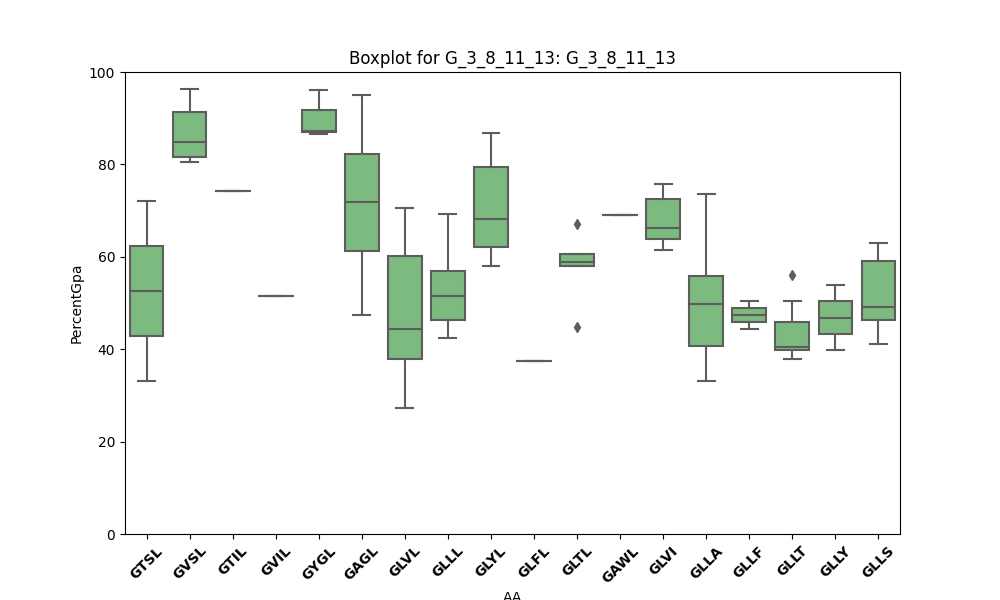 Boxplot for G_3_8_11_13: G_3_8_11_13
100
80
60
40
20
0
PercentGpa
GTSL GVSL GTIL GVIL GYGL GAGL GLVL GLLL GLYL GLFL GLTL GAWL GLVI GLLA GLLF GLLT GLLY GLLS
AA